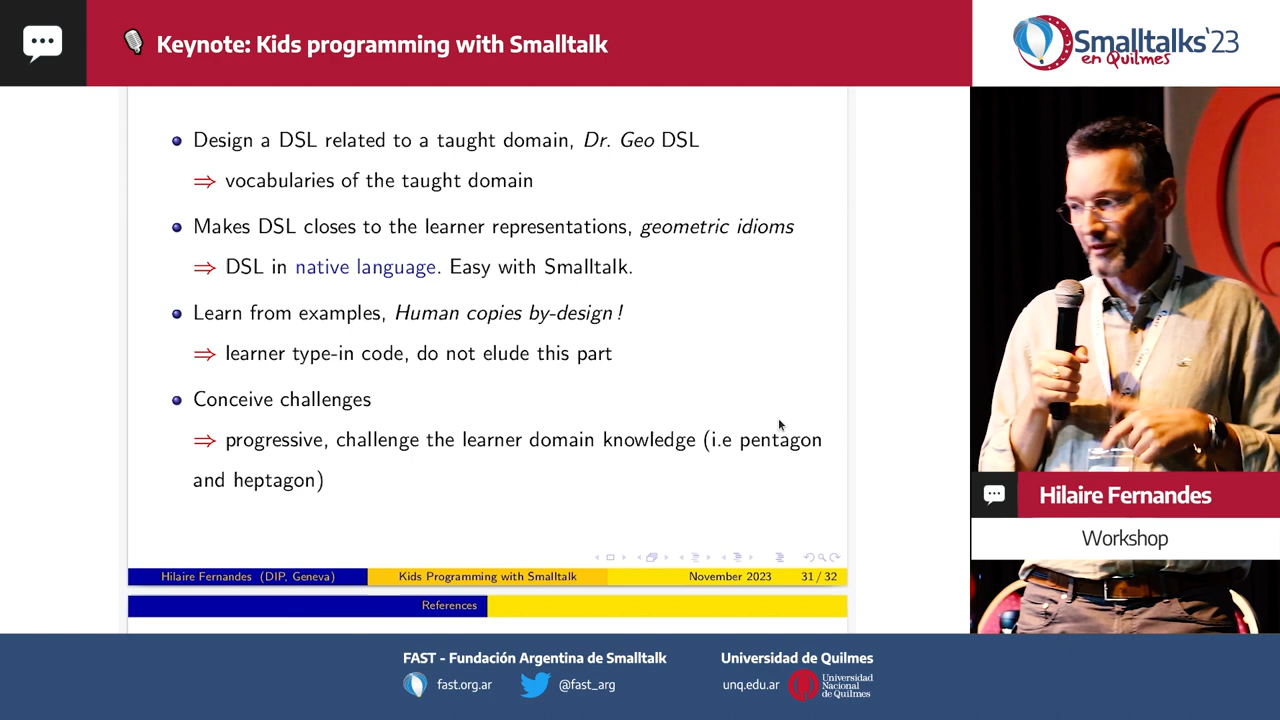 Keynote: Kids programming with Smalltalk
Smalltalks'23
en Quilmes
Design a DSL related to a taught domain, Dr. Geo DSL
⇒ vocabularies of the taught domain
Makes DSL closes to the learner representations, geometric idioms
⇒ DSL in native language. Easy with Smalltalk.
Learn from examples, Human copies by-design !
⇒ learner type-in code, do not elude this part
Conceive challenges
⇒ progressive, challenge the learner domain knowledge (i.e pentagon
and heptagon)
Hilaire Fernandes (DIP, Geneva) Kids Programming with Smalltalk November 2023 31 / 32
References
Hilaire Fernandes
Workshop
FAST - Fundación Argentina de Smalltalk
fast.org.ar @fast_arg
Universidad de Quilmes
unq.edu.ar
Universidad
Nacional
de Quilmes